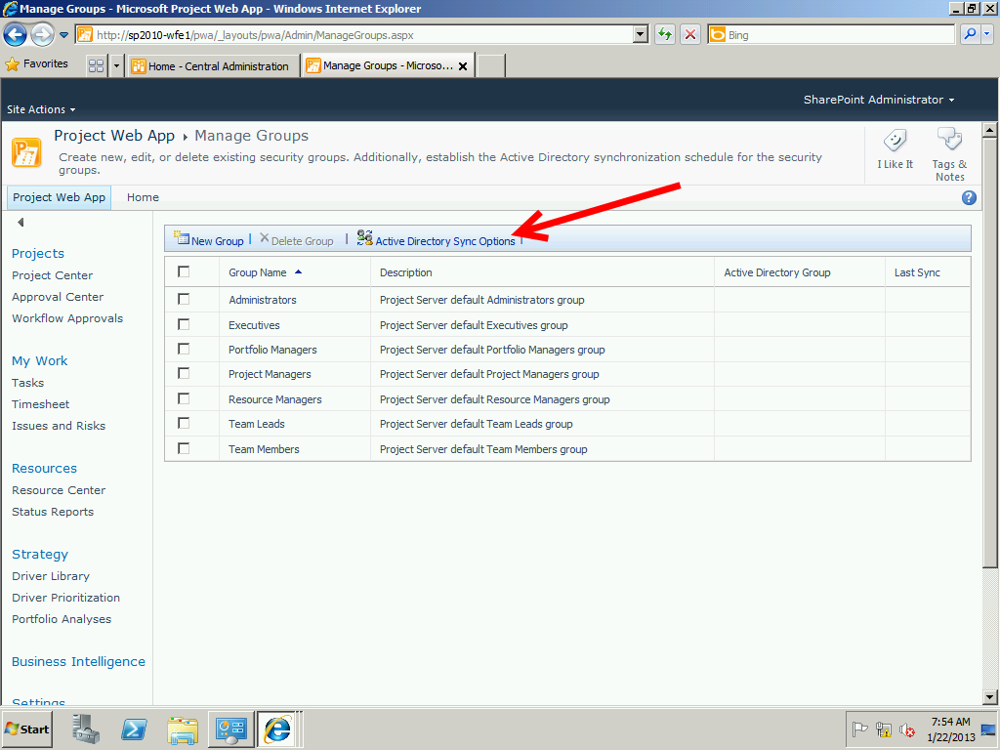 Manage Groups - Microsoft Project Web App - Windows Internet Explorer
http://sp2010-wfe1/pwa/_layouts/pwa/Admin/ManageGroups.aspx
Bing
Favorites
Home - Central Administration
Manage Groups - Microso...
SharePoint Administrator
Site Actions
Project Web App
Manage Groups
Create new, edit, or delete existing security groups. Additionally, establish the Active Directory synchronization schedule for the security
groups.
I Like It
Tags &
Notes
Project Web App
Home
New Group
Delete Group
Active Directory Sync Options
Projects
Project Center
Approval Center
Workflow Approvals
My Work
Tasks
Timesheet
Issues and Risks
Resources
Resource Center
Status Reports
Strategy
Driver Library
Driver Prioritization
Portfolio Analyses
Business Intelligence
Settings
Group Name Description Active Directory Group Last Sync
Administrators Project Server default Administrators group
Executives Project Server default Executives group
Portfolio Managers Project Server default Portfolio Managers group
Project Managers Project Server default Project Managers group
Resource Managers Project Server default Resource Managers group
Team Leads Project Server default Team Leads group
Team Members Project Server default Team Members group
Start
7:54 AM
1/22/2013